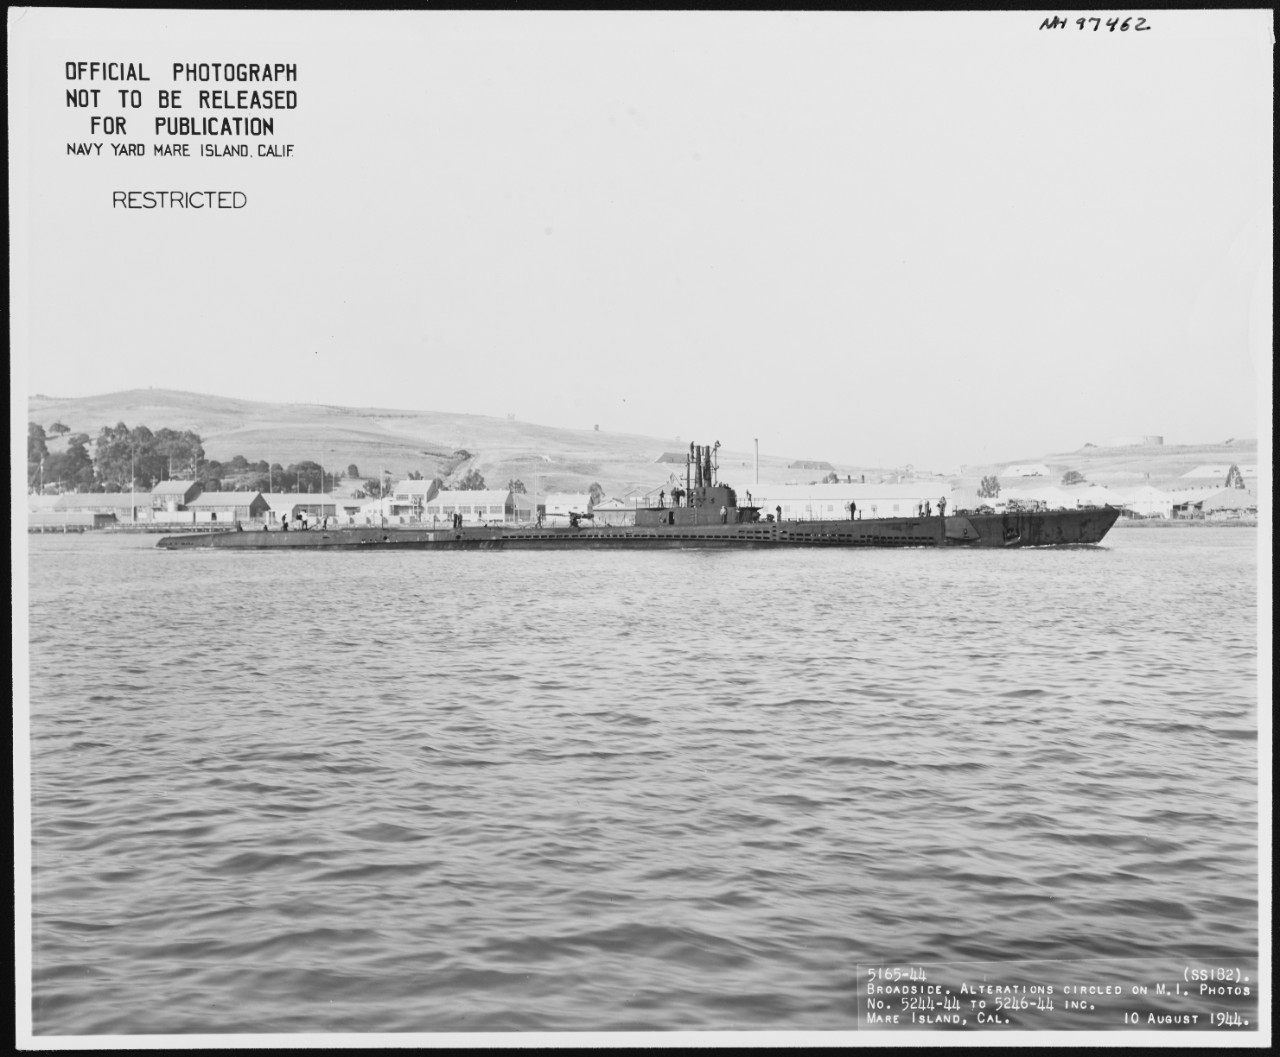 NH 97462
OFFICIAL PHOTOGRAPH
NOT TO BE RELEASED
FOR PUBLICATION
NAVY YARD MARE ISLAND, CALIF.
RESTRICTED
5165-44 (SS182).
BROADSIDE. ALTERATIONS CIRCLED ON M.I. PHOTOS
NO. 5244-44 TO 5246-44 INC.
MARE ISLAND, CAL. 10 AUGUST 1944.